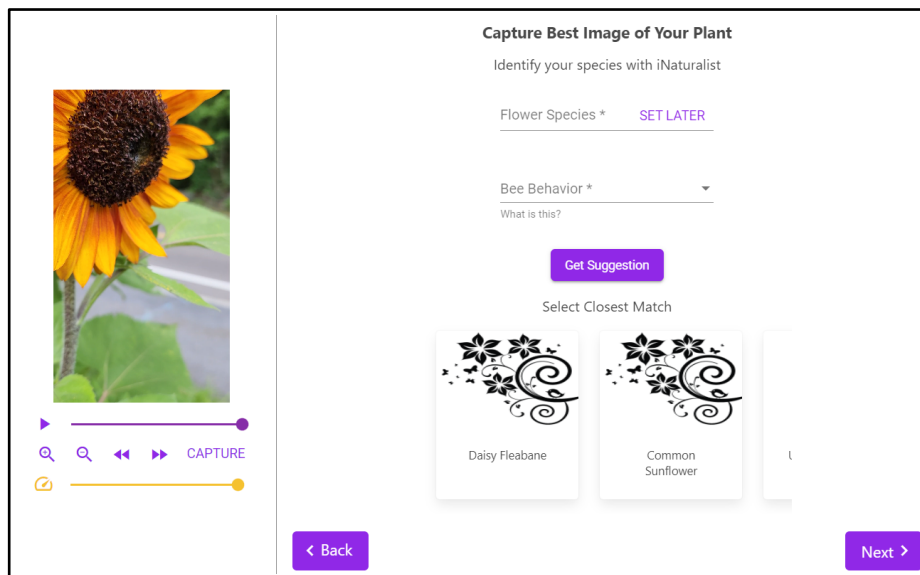 Capture Best Image of Your Plant
Identify your species with iNaturalist
Flower Species *
SET LATER
Bee Behavior *
What is this?
Get Suggestion
Select Closest Match
Daisy Fleabane
Common
Sunflower
CAPTURE
Back
Next